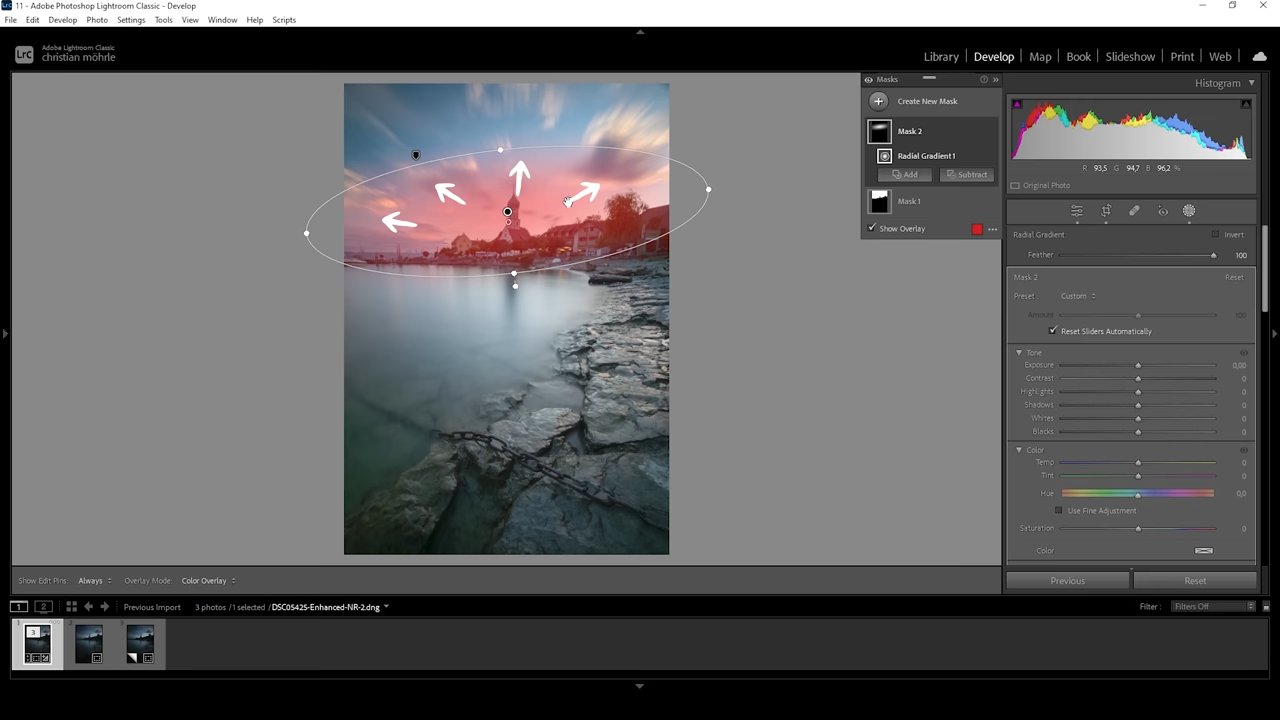 11 - Adobe Photoshop Lightroom Classic - Develop
File Edit Develop Photo Settings Tools View Window Help Scripts
LrC Adobe Lightroom Classic
christian möhrle
Library Develop Map Book Slideshow Print Web
Masks
Create New Mask
Mask 2
Radial Gradient 1
Add Subtract
Mask 1
Show Overlay
Histogram
R 93,5 G 94,7 B 96,2 %
Original Photo
Radial Gradient Invert
Feather 100
Mask 2 Reset
Preset : Custom
Amount 100
Reset Sliders Automatically
Tone
Exposure 0,00
Contrast 0
Highlights 0
Shadows 0
Whites 0
Blacks 0
Color
Temp 0
Tint 0
Hue 0,0
Use Fine Adjustment
Saturation 0
Color
Previous Reset
Show Edit Pins: Always Overlay Mode: Color Overlay
1 2 Previous Import 3 photos / 1 selected / DSC05425-Enhanced-NR-2.dng Filter : Filters Off
1
3